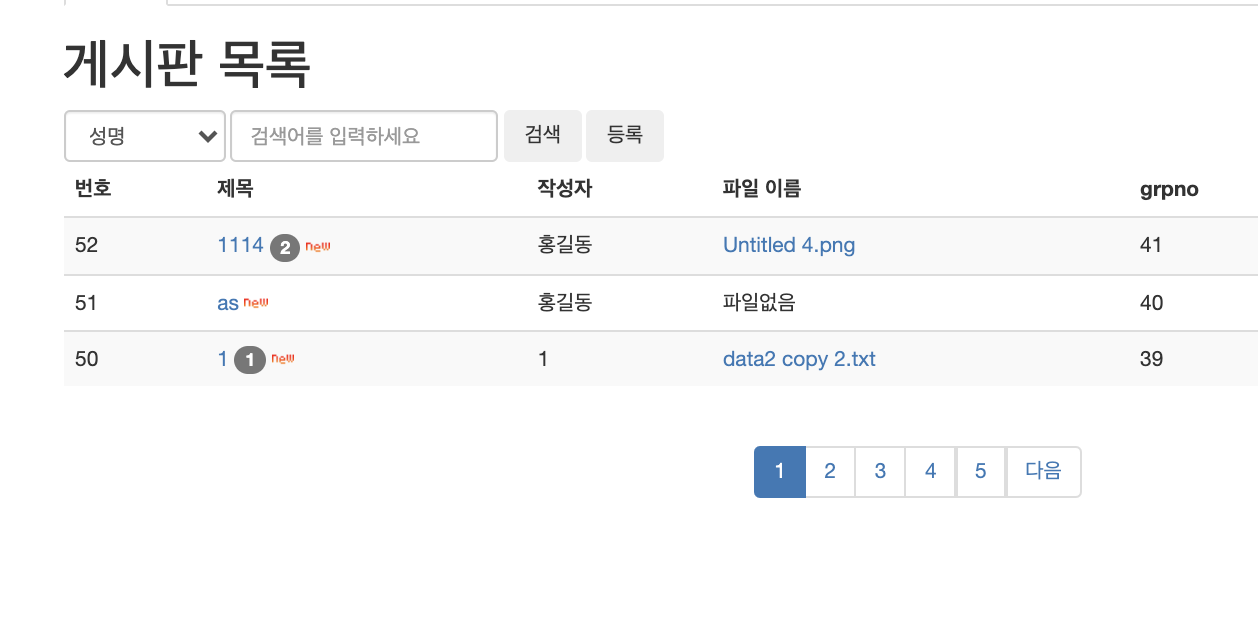 게시판 목록
성명 검색어를 입력하세요 검색 등록
번호 제목 작성자 파일 이름 grpno
52 1114 2 new 홍길동 Untitled 4.png 41
51 as new 홍길동 파일없음 40
50 1 1 new 1 data2 copy 2.txt 39
1 2 3 4 5 다음